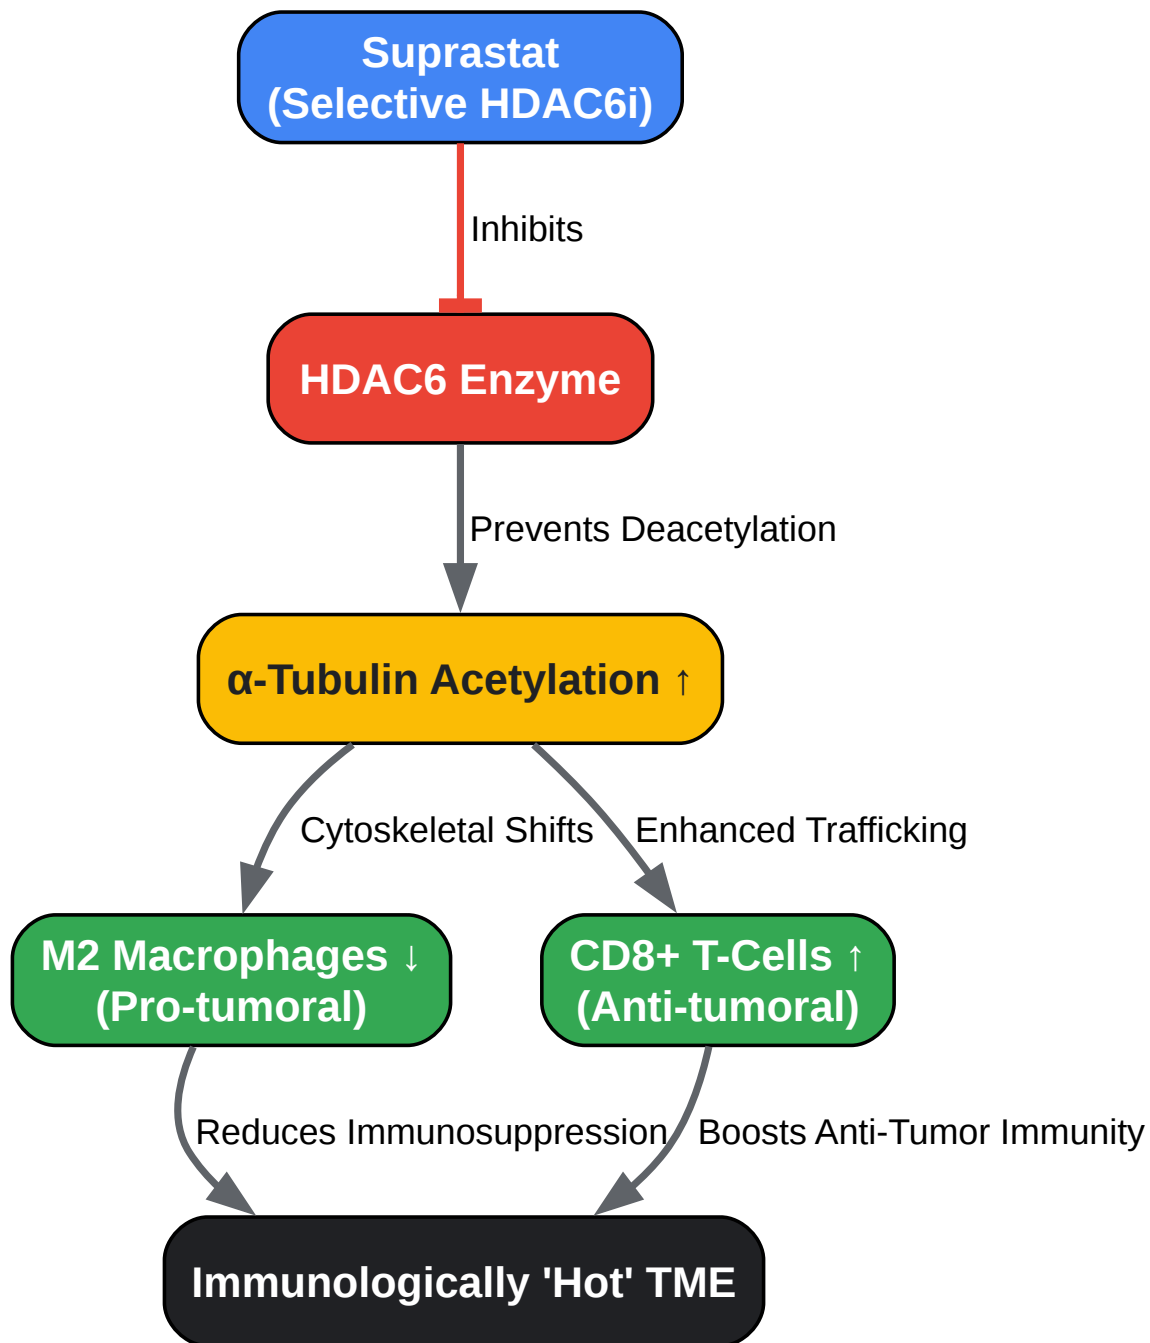 Suprastat
(Selective HDAC6i)
Inhibits
HDAC6 Enzyme
Prevents Deacetylation
α-Tubulin Acetylation ↑
Cytoskeletal Shifts
Enhanced Trafficking
M2 Macrophages ↓
(Pro-tumoral)
CD8+ T-Cells ↑
(Anti-tumoral)
Reduces Immunosuppression
Boosts Anti-Tumor Immunity
Immunologically 'Hot' TME